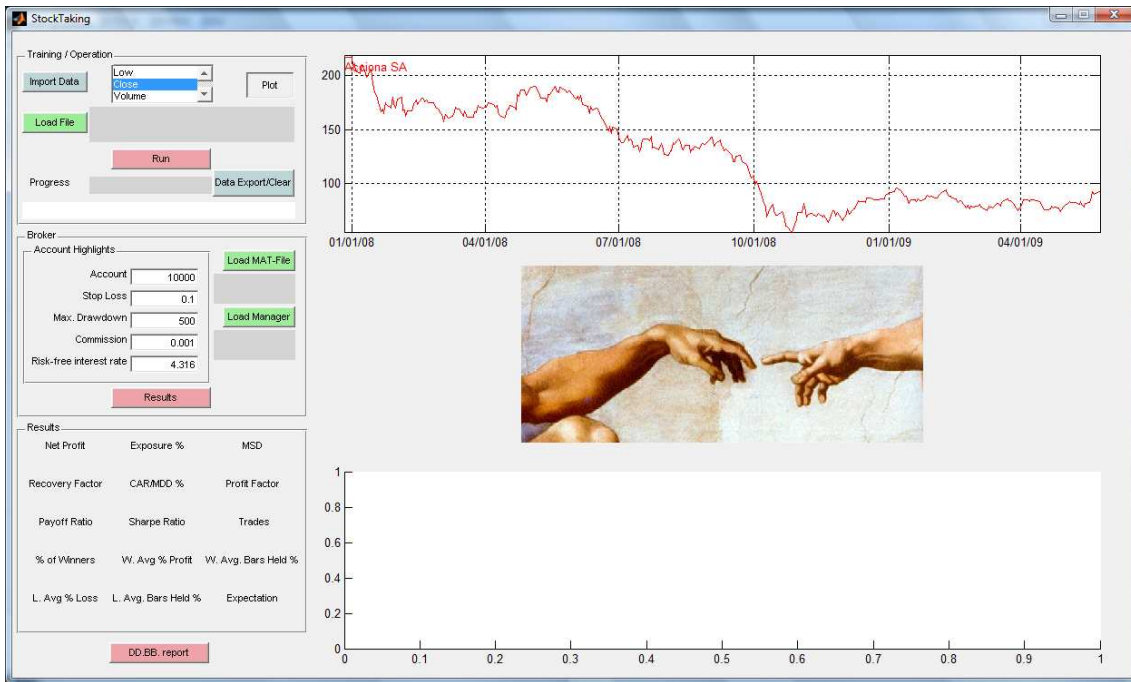 StockTaking
Training / Operation
Import Data
Low
Close
Volume
Plot
Load File
Run
Progress
Data Export/Clear
Broker
Account Highlights
Account 10000
Stop Loss 0.1
Max. Drawdown 500
Commission 0.001
Risk-free interest rate 4.316
Load MAT-File
Load Manager
Results
Results
Net Profit Exposure % MSD
Recovery Factor CAR/MDD % Profit Factor
Payoff Ratio Sharpe Ratio Trades
% of Winners W. Avg % Profit W. Avg. Bars Held %
L. Avg % Loss L. Avg. Bars Held % Expectation
DD.BB. report
Acciona SA
200
150
100
01/01/08 04/01/08 07/01/08 10/01/08 01/01/09 04/01/09
1
0.8
0.6
0.4
0.2
0
0 0.1 0.2 0.3 0.4 0.5 0.6 0.7 0.8 0.9 1